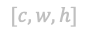 [c, w, h]